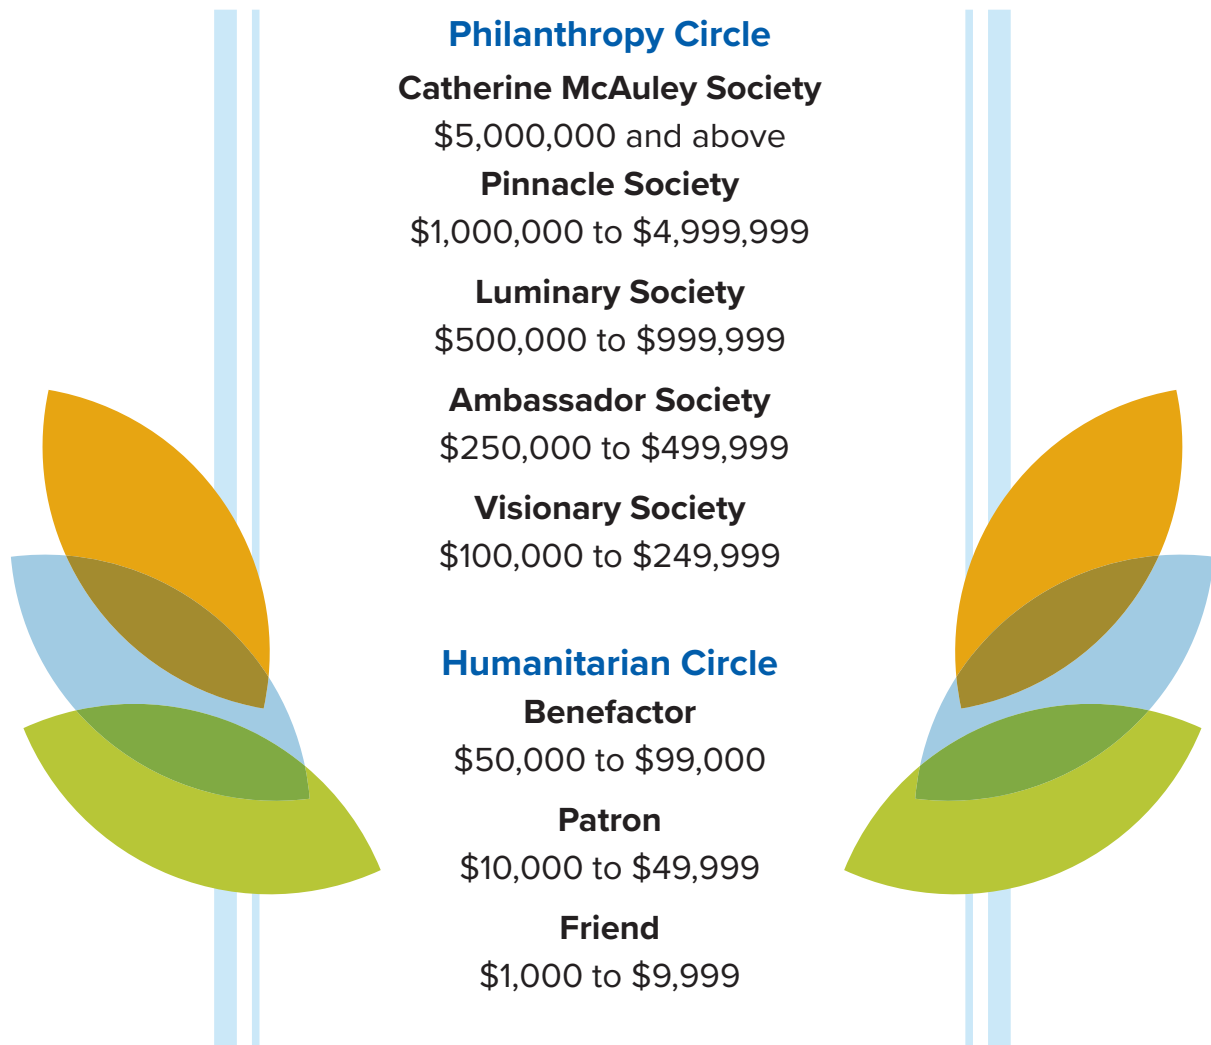 Philanthropy Circle
Catherine McAuley Society
$5,000,000 and above
Pinnacle Society
$1,000,000 to $4,999,999
Luminary Society
$500,000 to $999,999
Ambassador Society
$250,000 to $499,999
Visionary Society
$100,000 to $249,999
Humanitarian Circle
Benefactor
$50,000 to $99,000
Patron
$10,000 to $49,999
Friend
$1,000 to $9,999